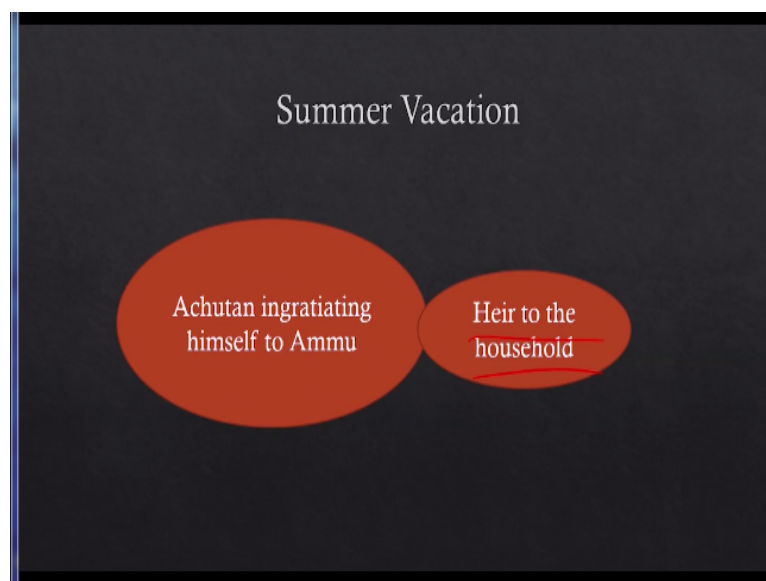 Summer Vacation
Achutan ingratiating
himself to Ammu
Heir to the
household